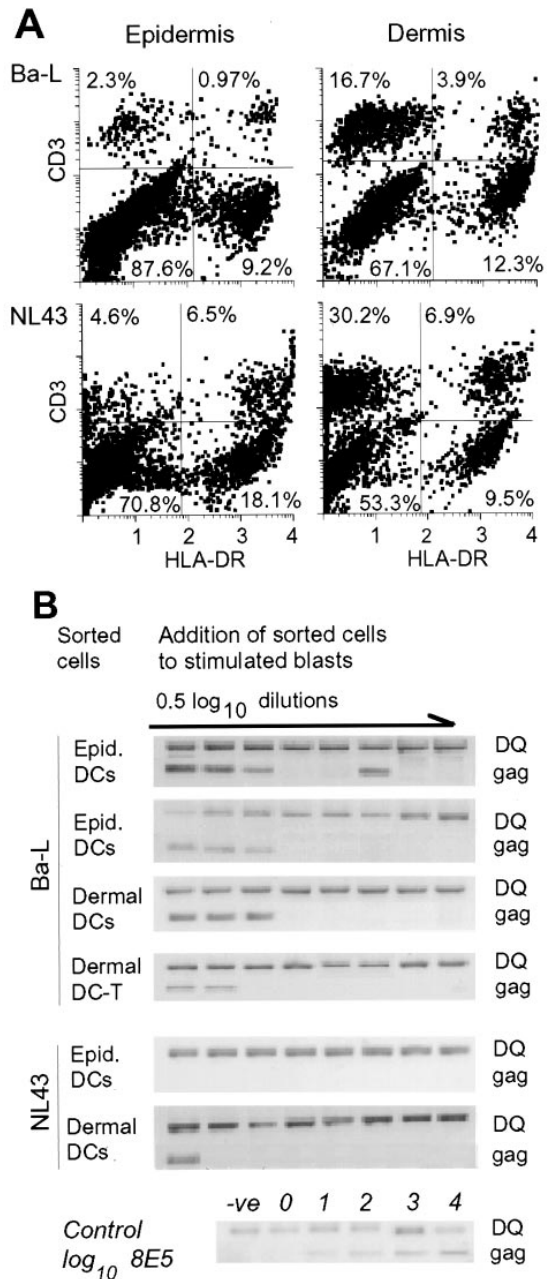 A
Epidermis Dermis
Ba-L
2.3% 0.97% 16.7% 3.9%
CD3
87.6% 9.2% 67.1% 12.3%
NL43
4.6% 6.5% 30.2% 6.9%
CD3
70.8% 18.1% 53.3% 9.5%
1 2 3 4 1 2 3 4
HLA-DR HLA-DR
B
Sorted Addition of sorted cells
cells to stimulated blasts
0.5 log10 dilutions
Ba-L
Epid. DQ
DCs gag
Epid. DQ
DCs gag
Dermal DQ
DCs gag
Dermal DQ
DC-T gag
NL43
Epid. DQ
DCs gag
Dermal DQ
DCs gag
-ve 0 1 2 3 4
Control DQ
log10 8E5 gag